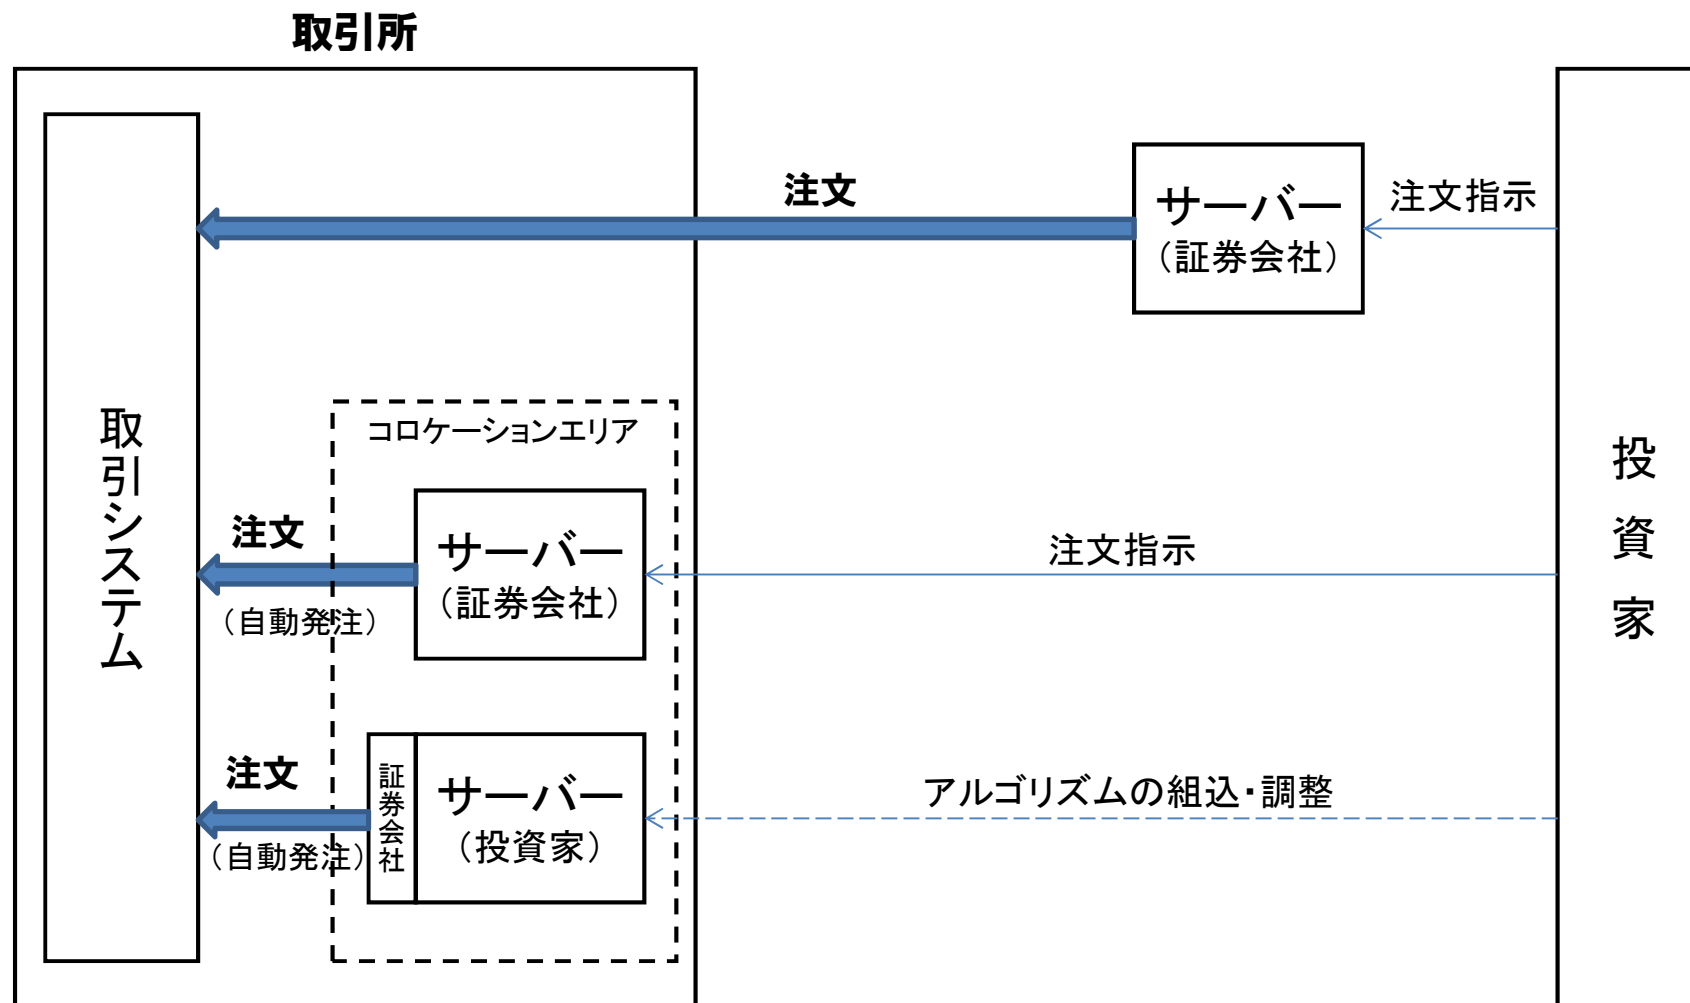 取引所
注文
サーバー
（証券会社）
注文指示
取引システム
投資家
コロケーションエリア
注文
（自動発注）
サーバー
（証券会社）
注文指示
注文
（自動発注）
証券会社
サーバー
（投資家）
アルゴリズムの組込・調整